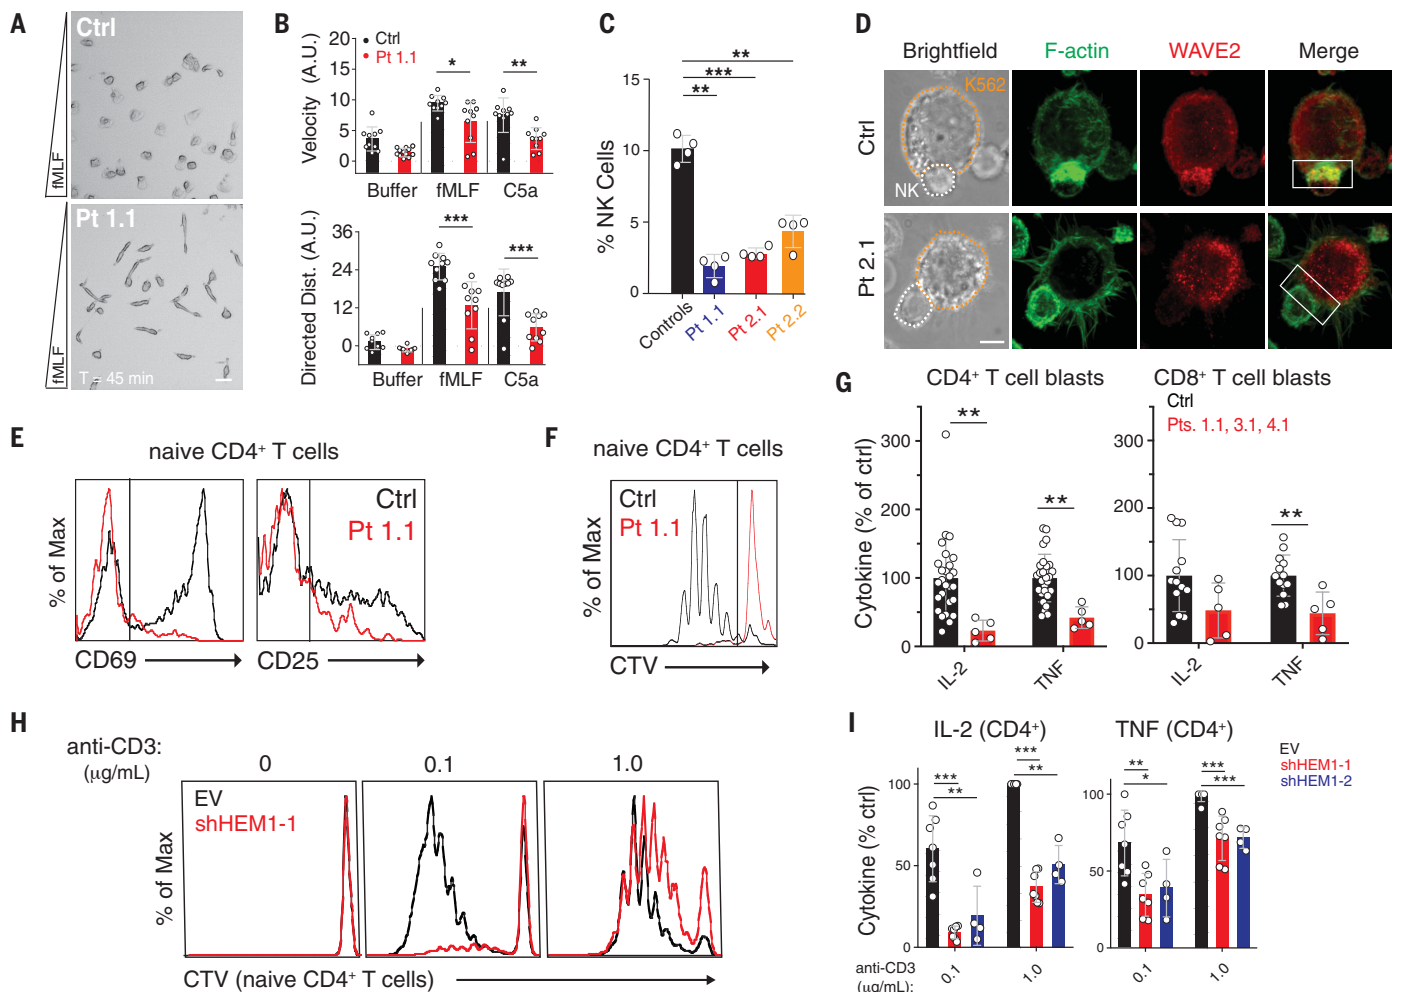 A
Ctrl
fMLF
Pt 1.1
fMLF
T = 45 min
B
Ctrl
Pt 1.1
Velocity (A.U.)
20
15
10
5
0
*
**
Buffer
fMLF
C5a
Directed Dist. (A.U.)
36
24
12
0
***
***
Buffer
fMLF
C5a
C
% NK Cells
15
10
5
0
**
***
**
Controls
Pt 1.1
Pt 2.1
Pt 2.2
D
Brightfield
F-actin
WAVE2
Merge
Ctrl
K562
NK
Pt 2.1
E
naive CD4⁺ T cells
% of Max
Ctrl
Pt 1.1
CD69
CD25
F
naive CD4⁺ T cells
% of Max
Ctrl
Pt 1.1
CTV
G
CD4⁺ T cell blasts
CD8⁺ T cell blasts
Ctrl
Pts. 1.1, 3.1, 4.1
Cytokine (% of ctrl)
300
200
100
0
**
**
IL-2
TNF
300
200
100
0
**
IL-2
TNF
H
anti-CD3:
(μg/mL)
0
0.1
1.0
EV
shHEM1-1
% of Max
CTV (naive CD4⁺ T cells)
I
IL-2 (CD4⁺)
TNF (CD4⁺)
EV
shHEM1-1
shHEM1-2
Cytokine (% ctrl)
100
50
0
***
**
***
**
100
50
0
**
*
***
***
anti-CD3
(μg/mL):
0.1
1.0
0.1
1.0